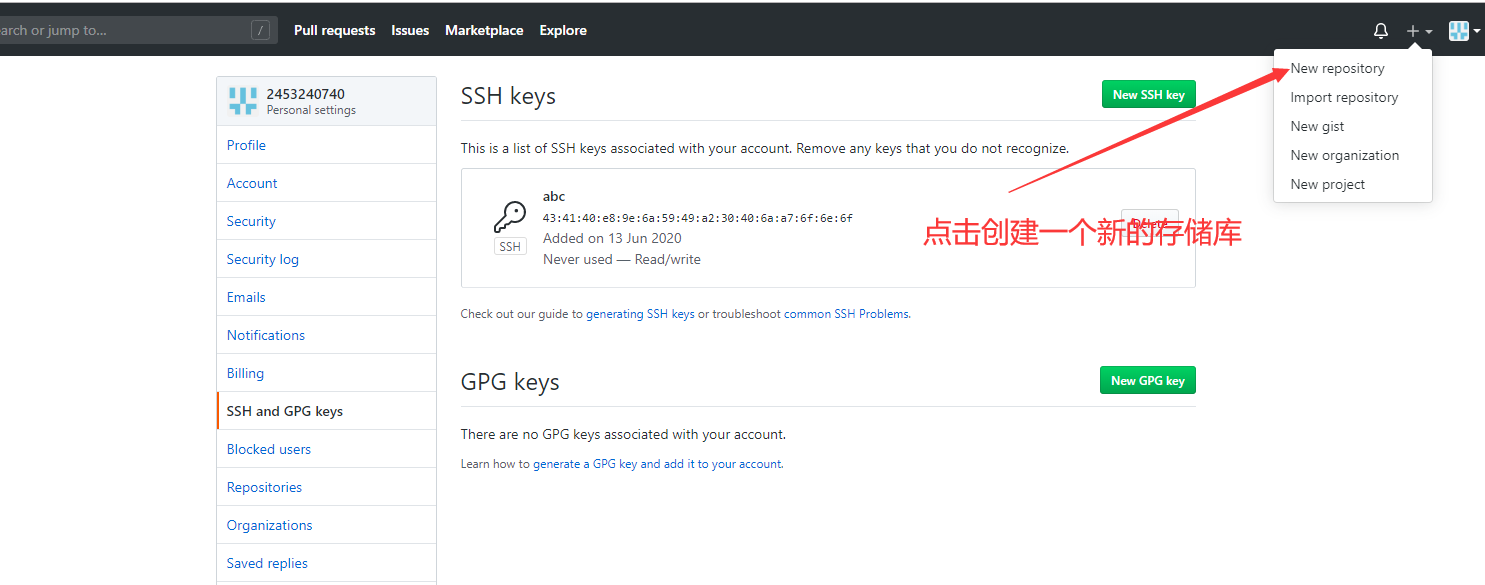 arch or jump to... / Pull requests Issues Marketplace Explore
New repository
Import repository
New gist
New organization
New project
2453240740
Personal settings
Profile
Account
Security
Security log
Emails
Notifications
Billing
SSH and GPG keys
Blocked users
Repositories
Organizations
Saved replies
SSH keys
New SSH key
This is a list of SSH keys associated with your account. Remove any keys that you do not recognize.
abc
43:41:40:e8:9e:6a:59:49:a2:30:40:6a:a7:6f:6e:6f
Added on 13 Jun 2020
Never used — Read/write
SSH
Delete
点击创建一个新的存储库
Check out our guide to generating SSH keys or troubleshoot common SSH Problems.
GPG keys
New GPG key
There are no GPG keys associated with your account.
Learn how to generate a GPG key and add it to your account.